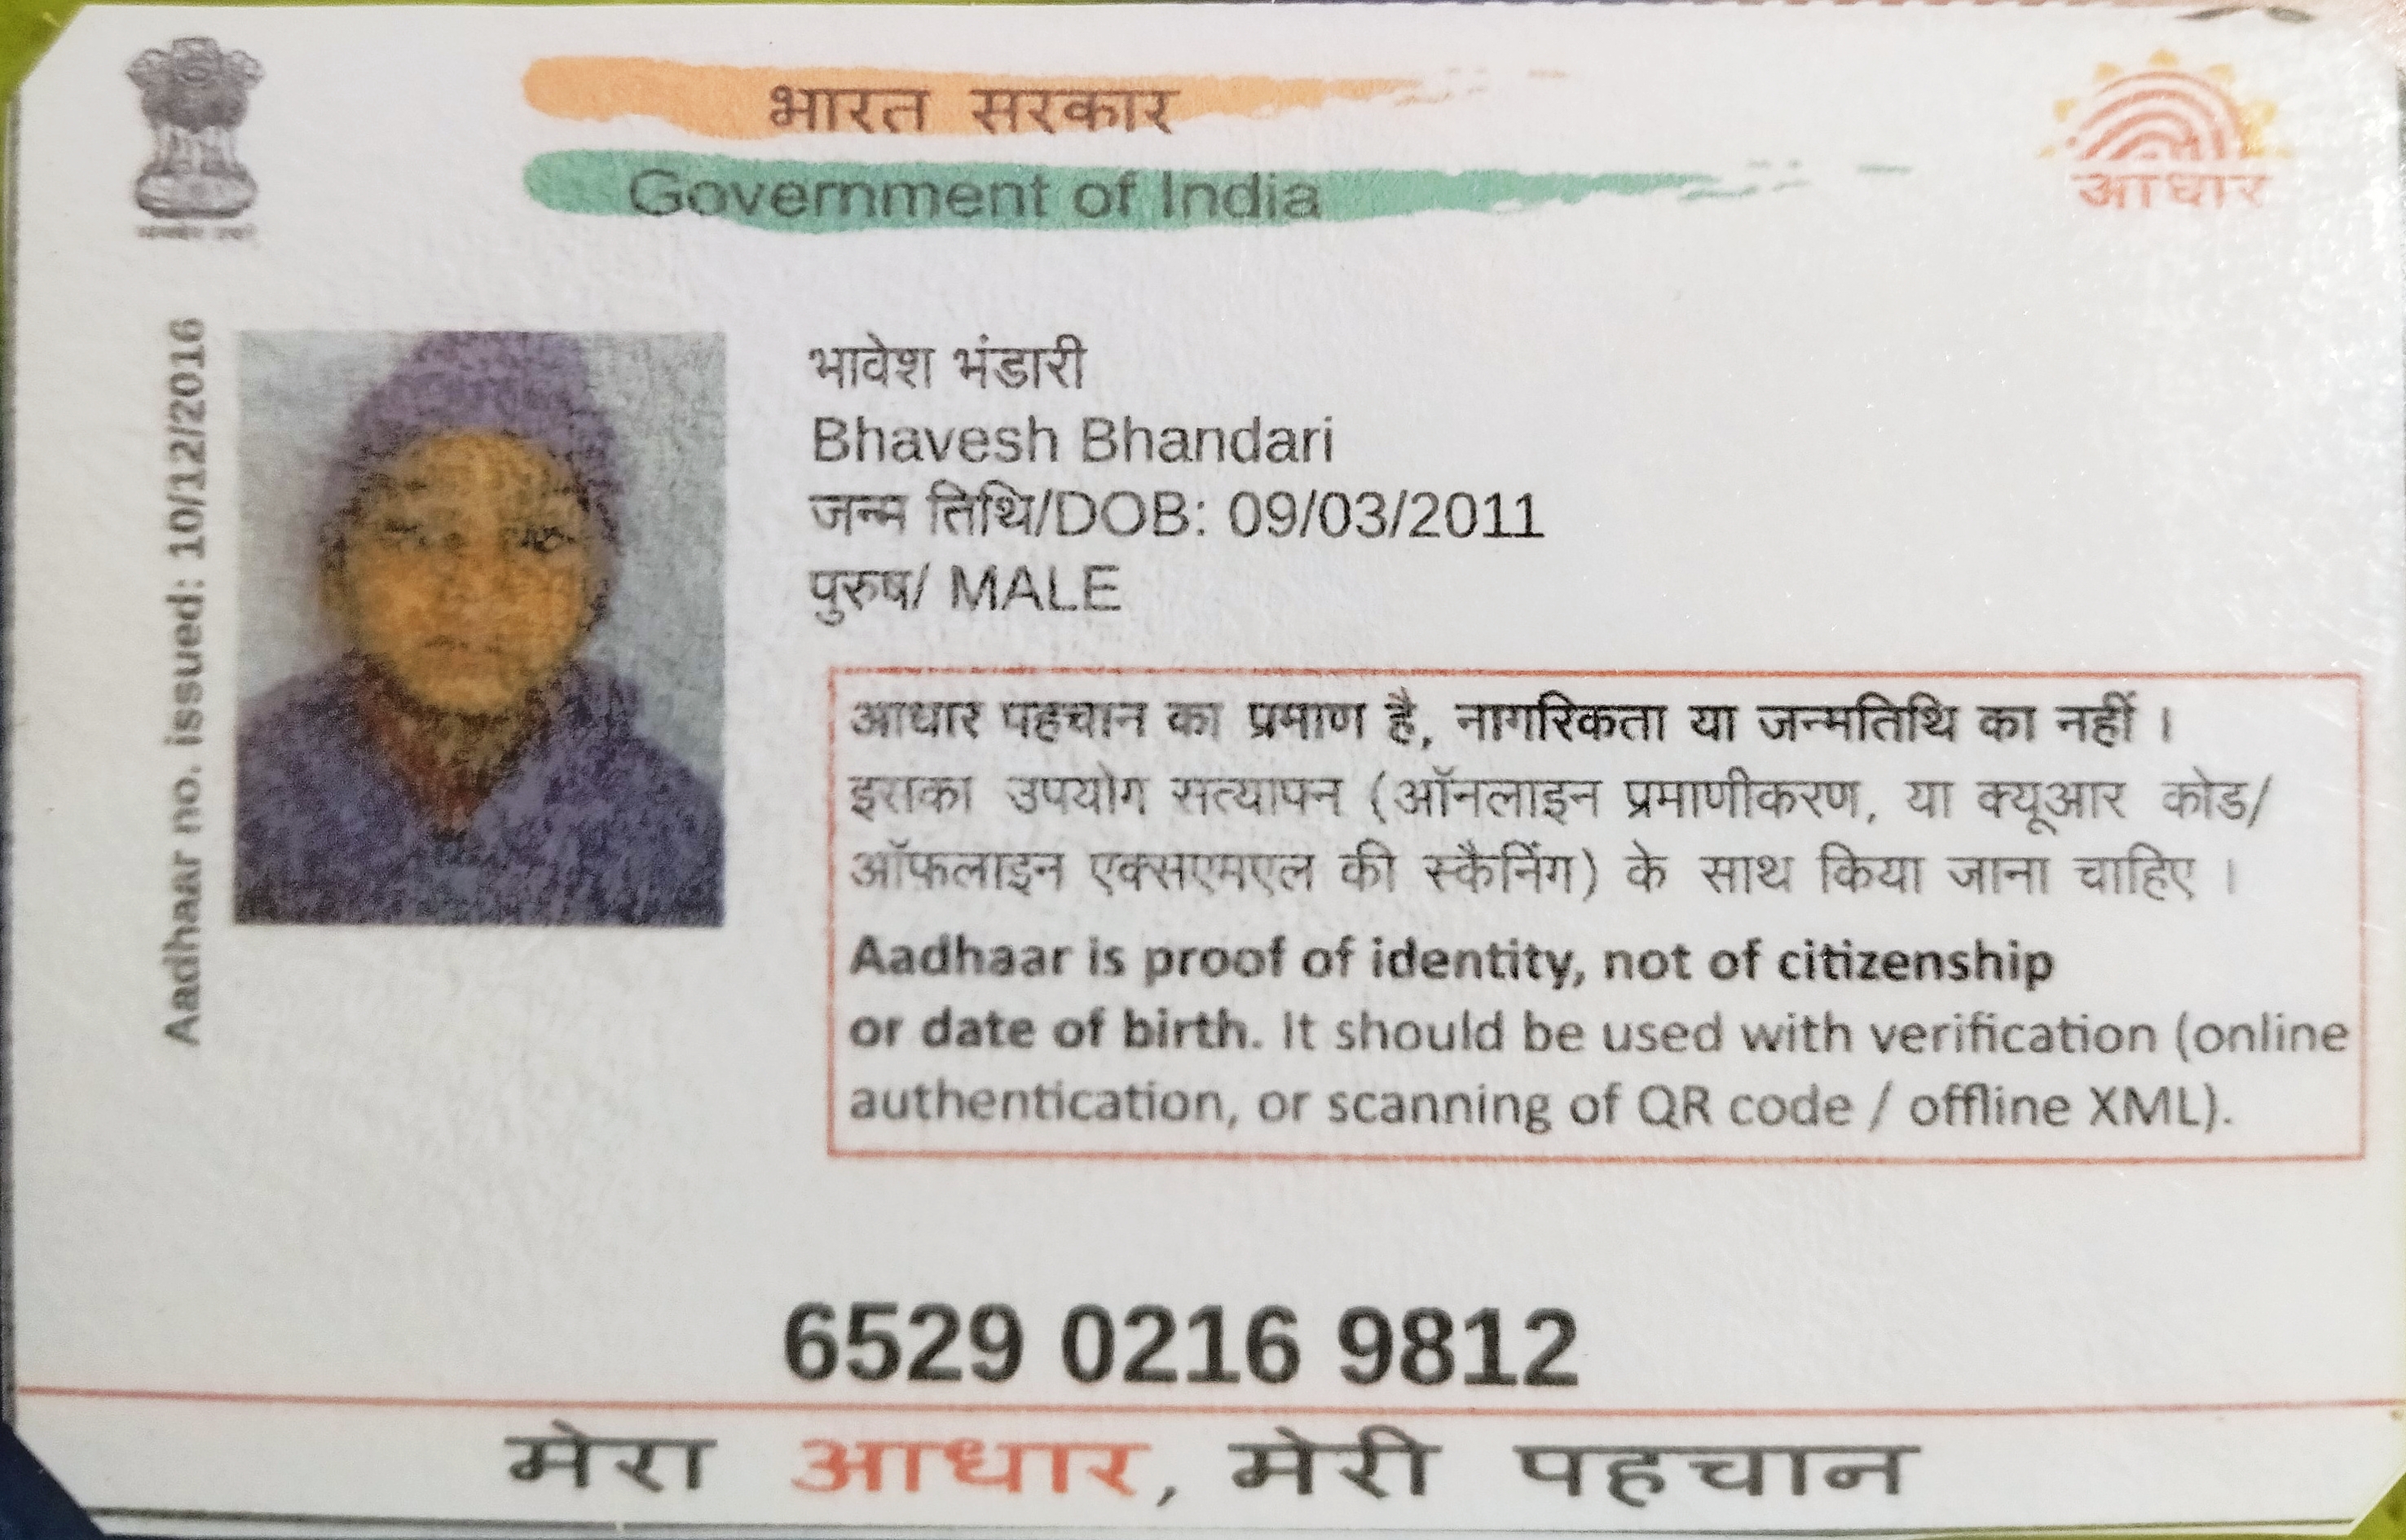 भारत सरकार
Government of India
आधार
Aadhaar no. issued: 10/12/2016
भावेश भंडारी
Bhavesh Bhandari
जन्म तिथि/DOB: 09/03/2011
पुरुष/ MALE
आधार पहचान का प्रमाण है, नागरिकता या जन्मतिथि का नहीं ।
इसका उपयोग सत्यापन (ऑनलाइन प्रमाणीकरण, या क्यूआर कोड/
ऑफलाइन एक्सएमएल की स्कैनिंग) के साथ किया जाना चाहिए ।
Aadhaar is proof of identity, not of citizenship
or date of birth. It should be used with verification (online
authentication, or scanning of QR code / offline XML).
6529 0216 9812
मेरा आधार, मेरी पहचान